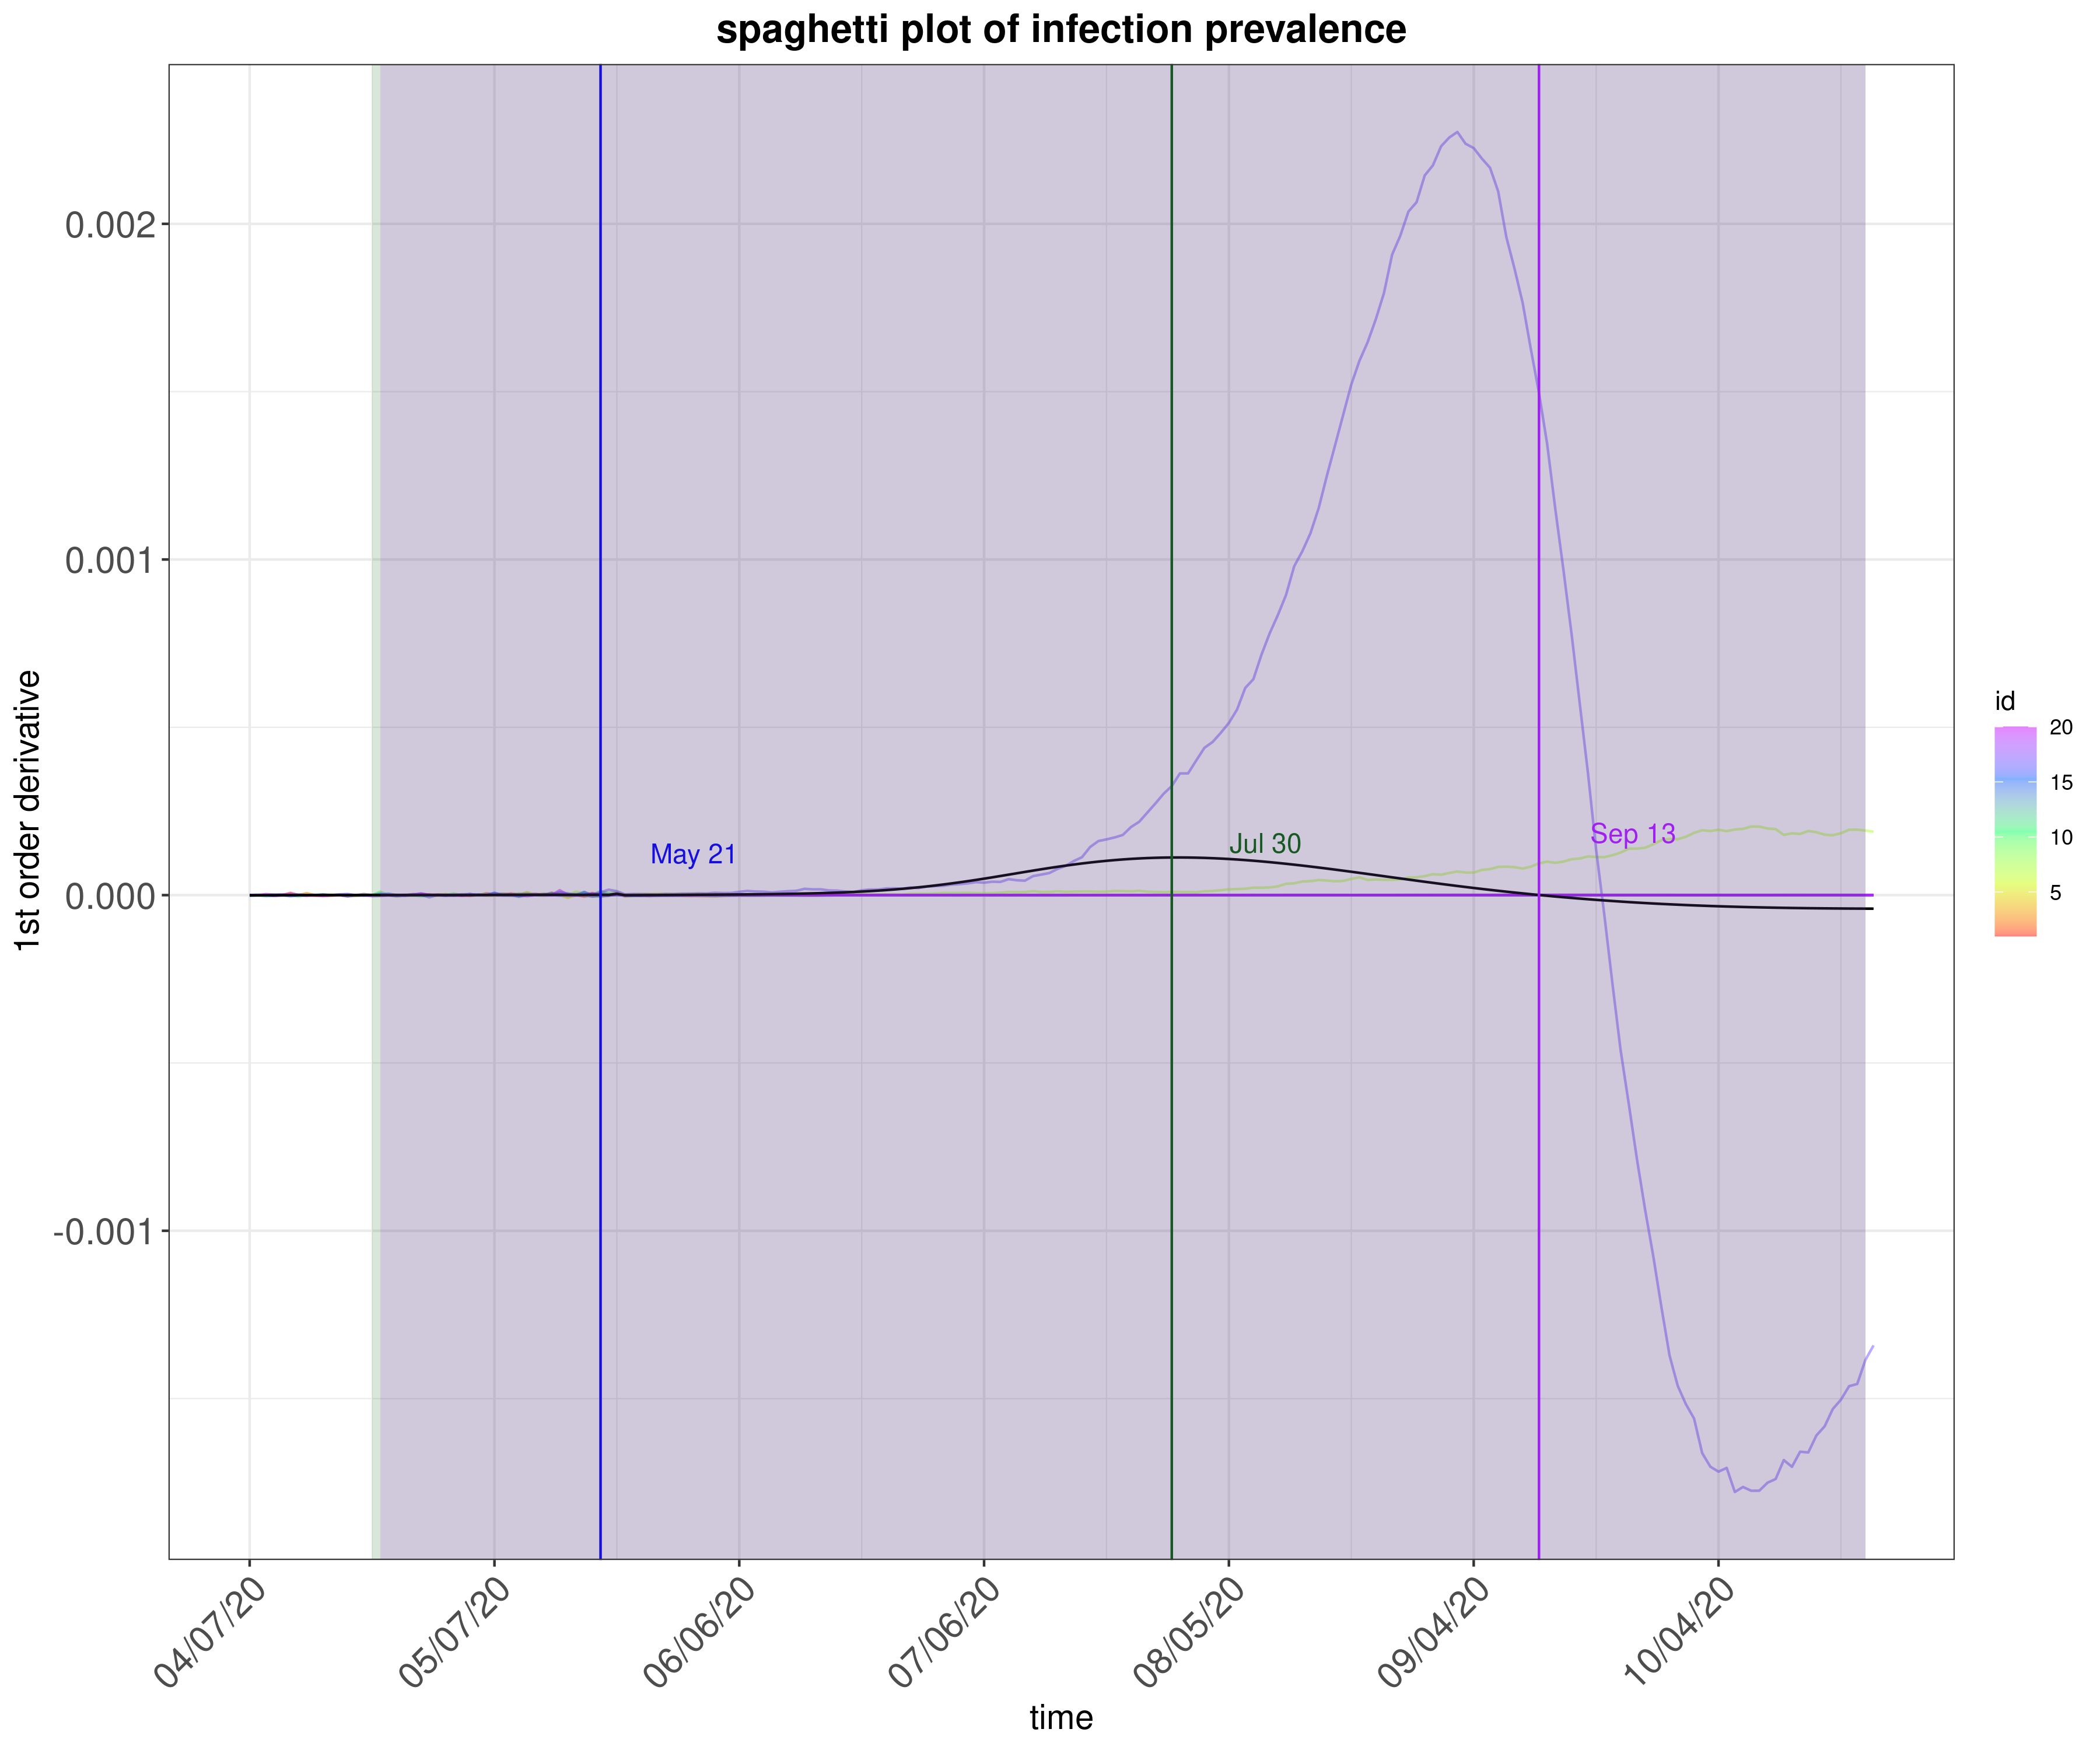 spaghetti plot of infection prevalence
1st order derivative
0.002
0.001
0.000
-0.001
May 21
Jul 30
Sep 13
04/07/20
05/07/20
06/06/20
07/06/20
08/05/20
09/04/20
10/04/20
time
id
20
15
10
5